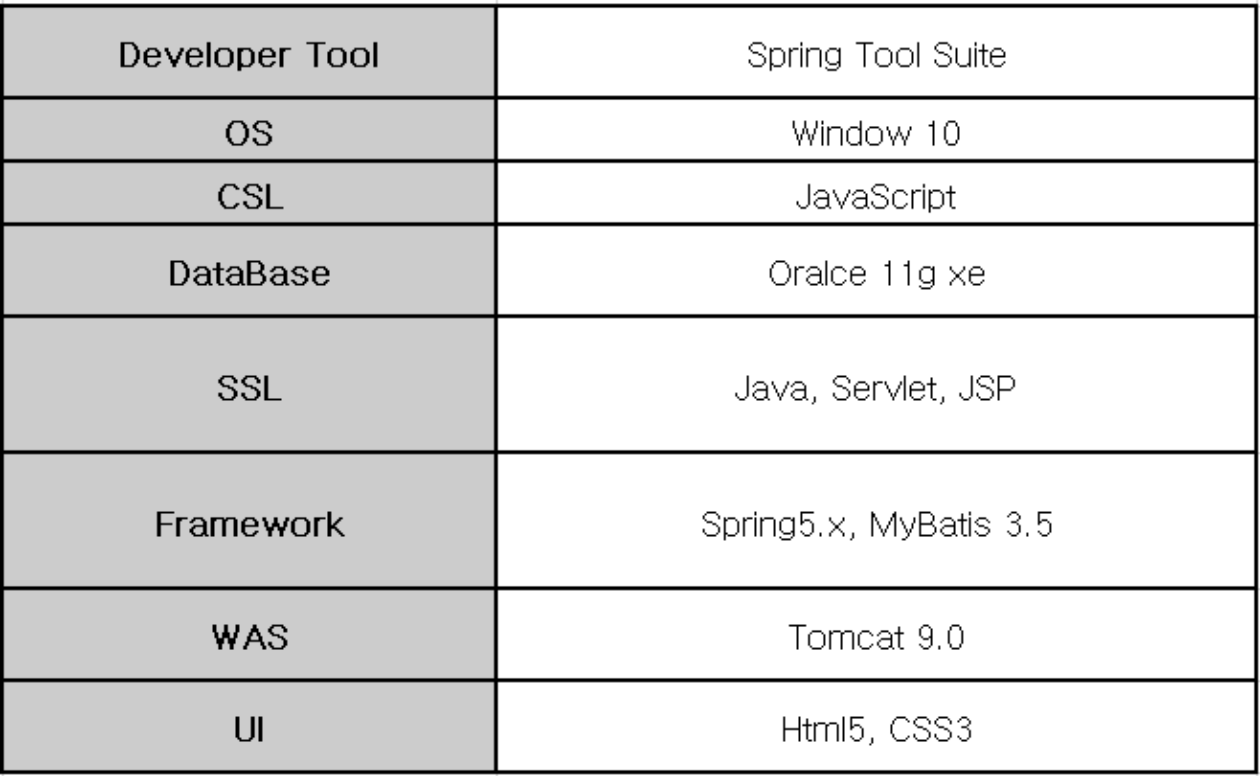 Developer Tool Spring Tool Suite
OS Window 10
CSL JavaScript
DataBase Oralce 11g xe
SSL Java, Servlet, JSP
Framework Spring5.x, MyBatis 3.5
WAS Tomcat 9.0
UI Html5, CSS3